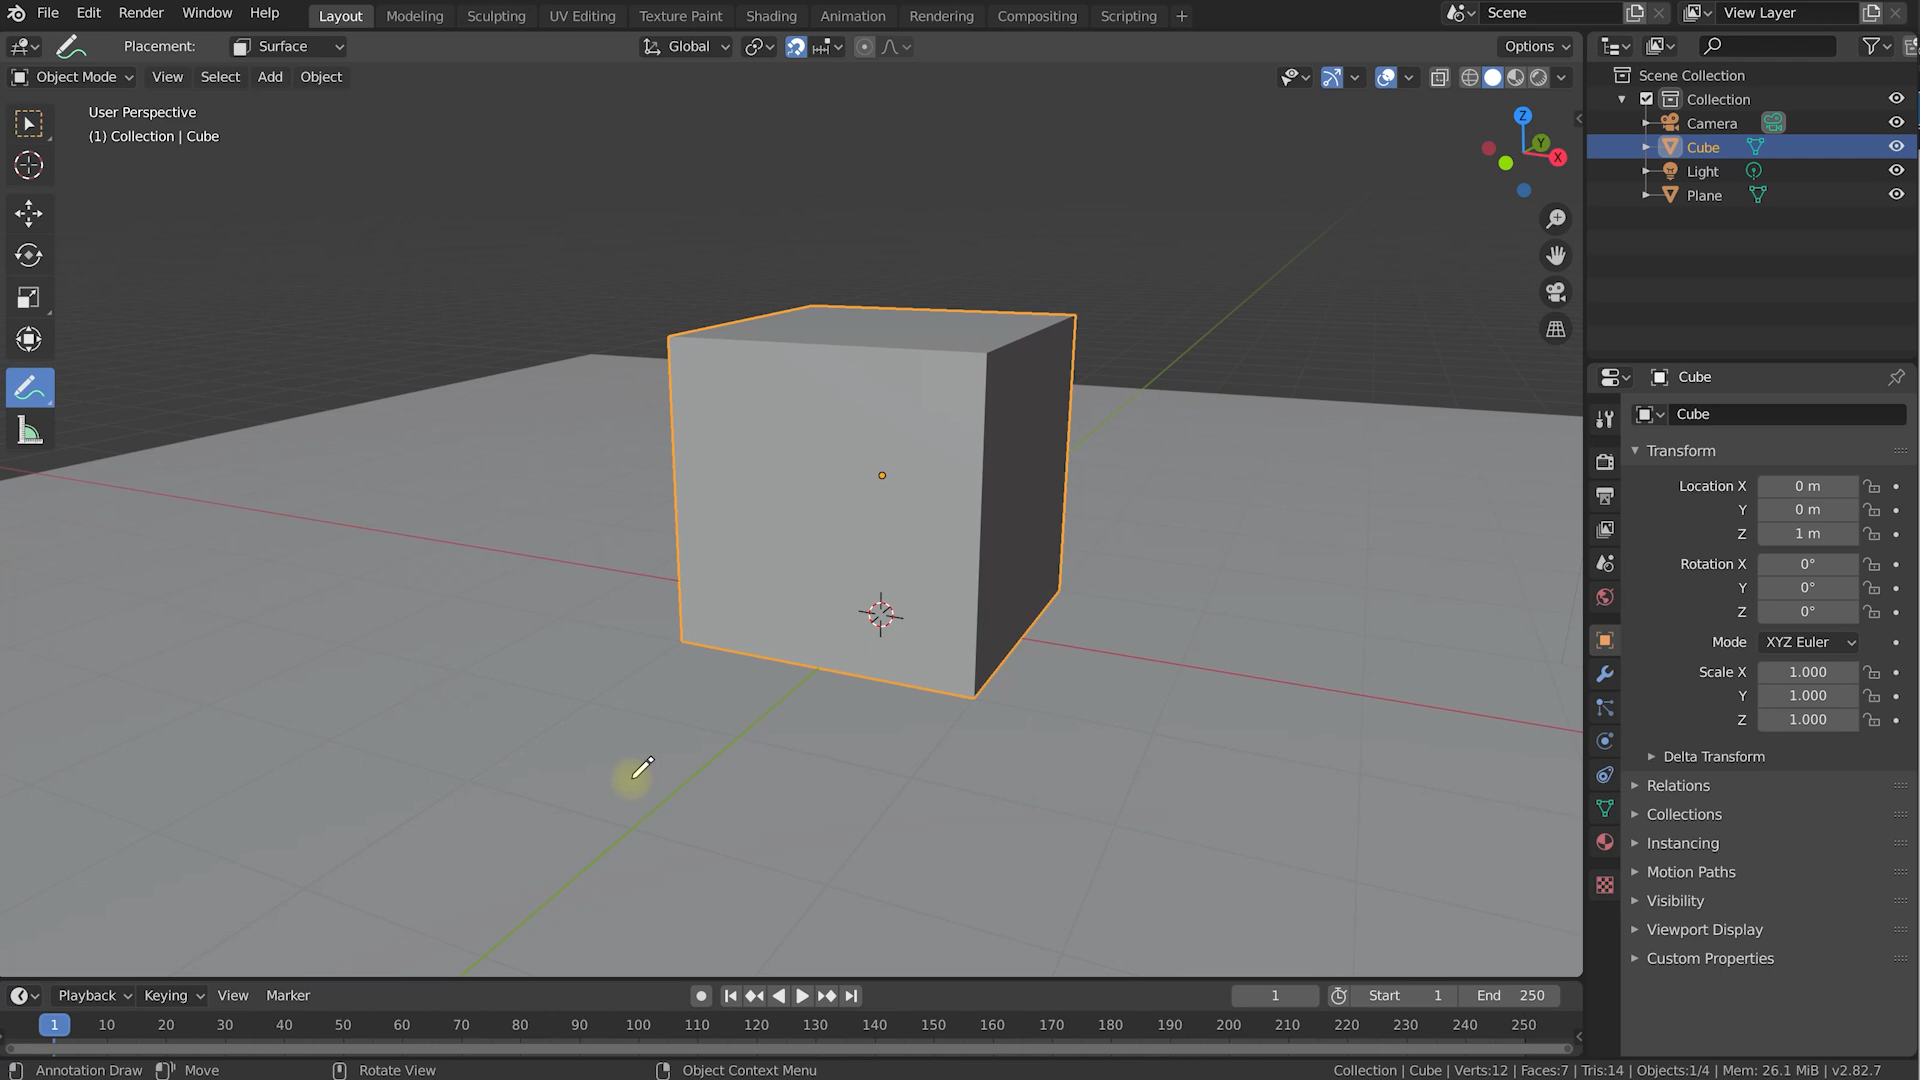 File Edit Render Window Help Layout Modeling Sculpting UV Editing Texture Paint Shading Animation Rendering Compositing Scripting + Scene View Layer
Placement: Surface Global Options
Object Mode View Select Add Object
User Perspective
(1) Collection | Cube
Z
Y
X
Scene Collection
Collection
Camera
Cube
Light
Plane
Cube
Cube
Transform
Location X 0 m
Y 0 m
Z 1 m
Rotation X 0°
Y 0°
Z 0°
Mode XYZ Euler
Scale X 1.000
Y 1.000
Z 1.000
Delta Transform
Relations
Collections
Instancing
Motion Paths
Visibility
Viewport Display
Custom Properties
Playback Keying View Marker 1 Start 1 End 250
1 10 20 30 40 50 60 70 80 90 100 110 120 130 140 150 160 170 180 190 200 210 220 230 240 250
Annotation Draw Move Rotate View Object Context Menu Collection | Cube | Verts:12 | Faces:7 | Tris:14 | Objects:1/4 | Mem: 26.1 MiB | v2.82.7